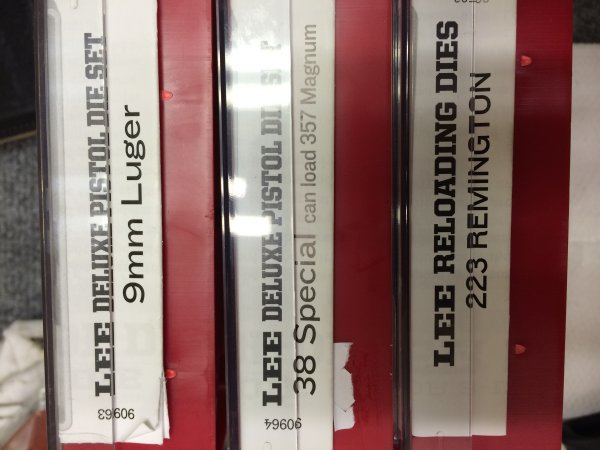 LEE DELUXE PISTOL DIE SET
9mm Luger
90963
LEE DELUXE PISTOL DIE SET
38 Special can load 357 Magnum
90964
LEE RELOADING DIES
223 REMINGTON